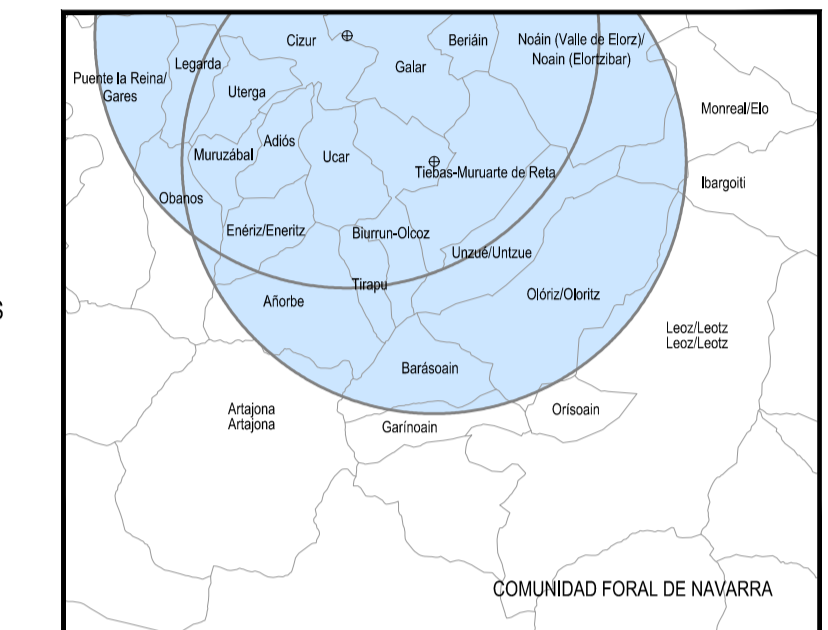 Cizur
Beriáin
Noáin (Valle de Elorz)/
Noain (Elortzibar)
Legarda
Galar
Puente la Reina/
Gares
Uterga
Monreal/Elo
Adiós
Muruzábal
Ucar
Tiebas-Muruarte de Reta
Ibargoiti
Obanos
Enériz/Eneritz
Biurrun-Olcoz
Unzué/Untzue
Tirapu
Olóriz/Oloritz
Añorbe
S
Leoz/Leotz
Leoz/Leotz
Barásoain
Artajona
Artajona
Orísoain
Garínoain
COMUNIDAD FORAL DE NAVARRA